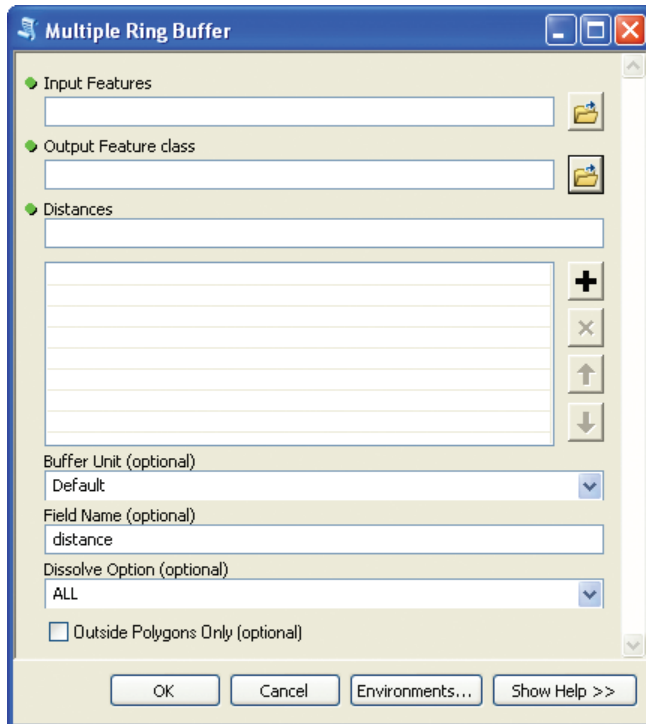 Multiple Ring Buffer
Input Features
Output Feature class
Distances
Buffer Unit (optional)
Default
Field Name (optional)
distance
Dissolve Option (optional)
ALL
Outside Polygons Only (optional)
OK Cancel Environments... Show Help >>